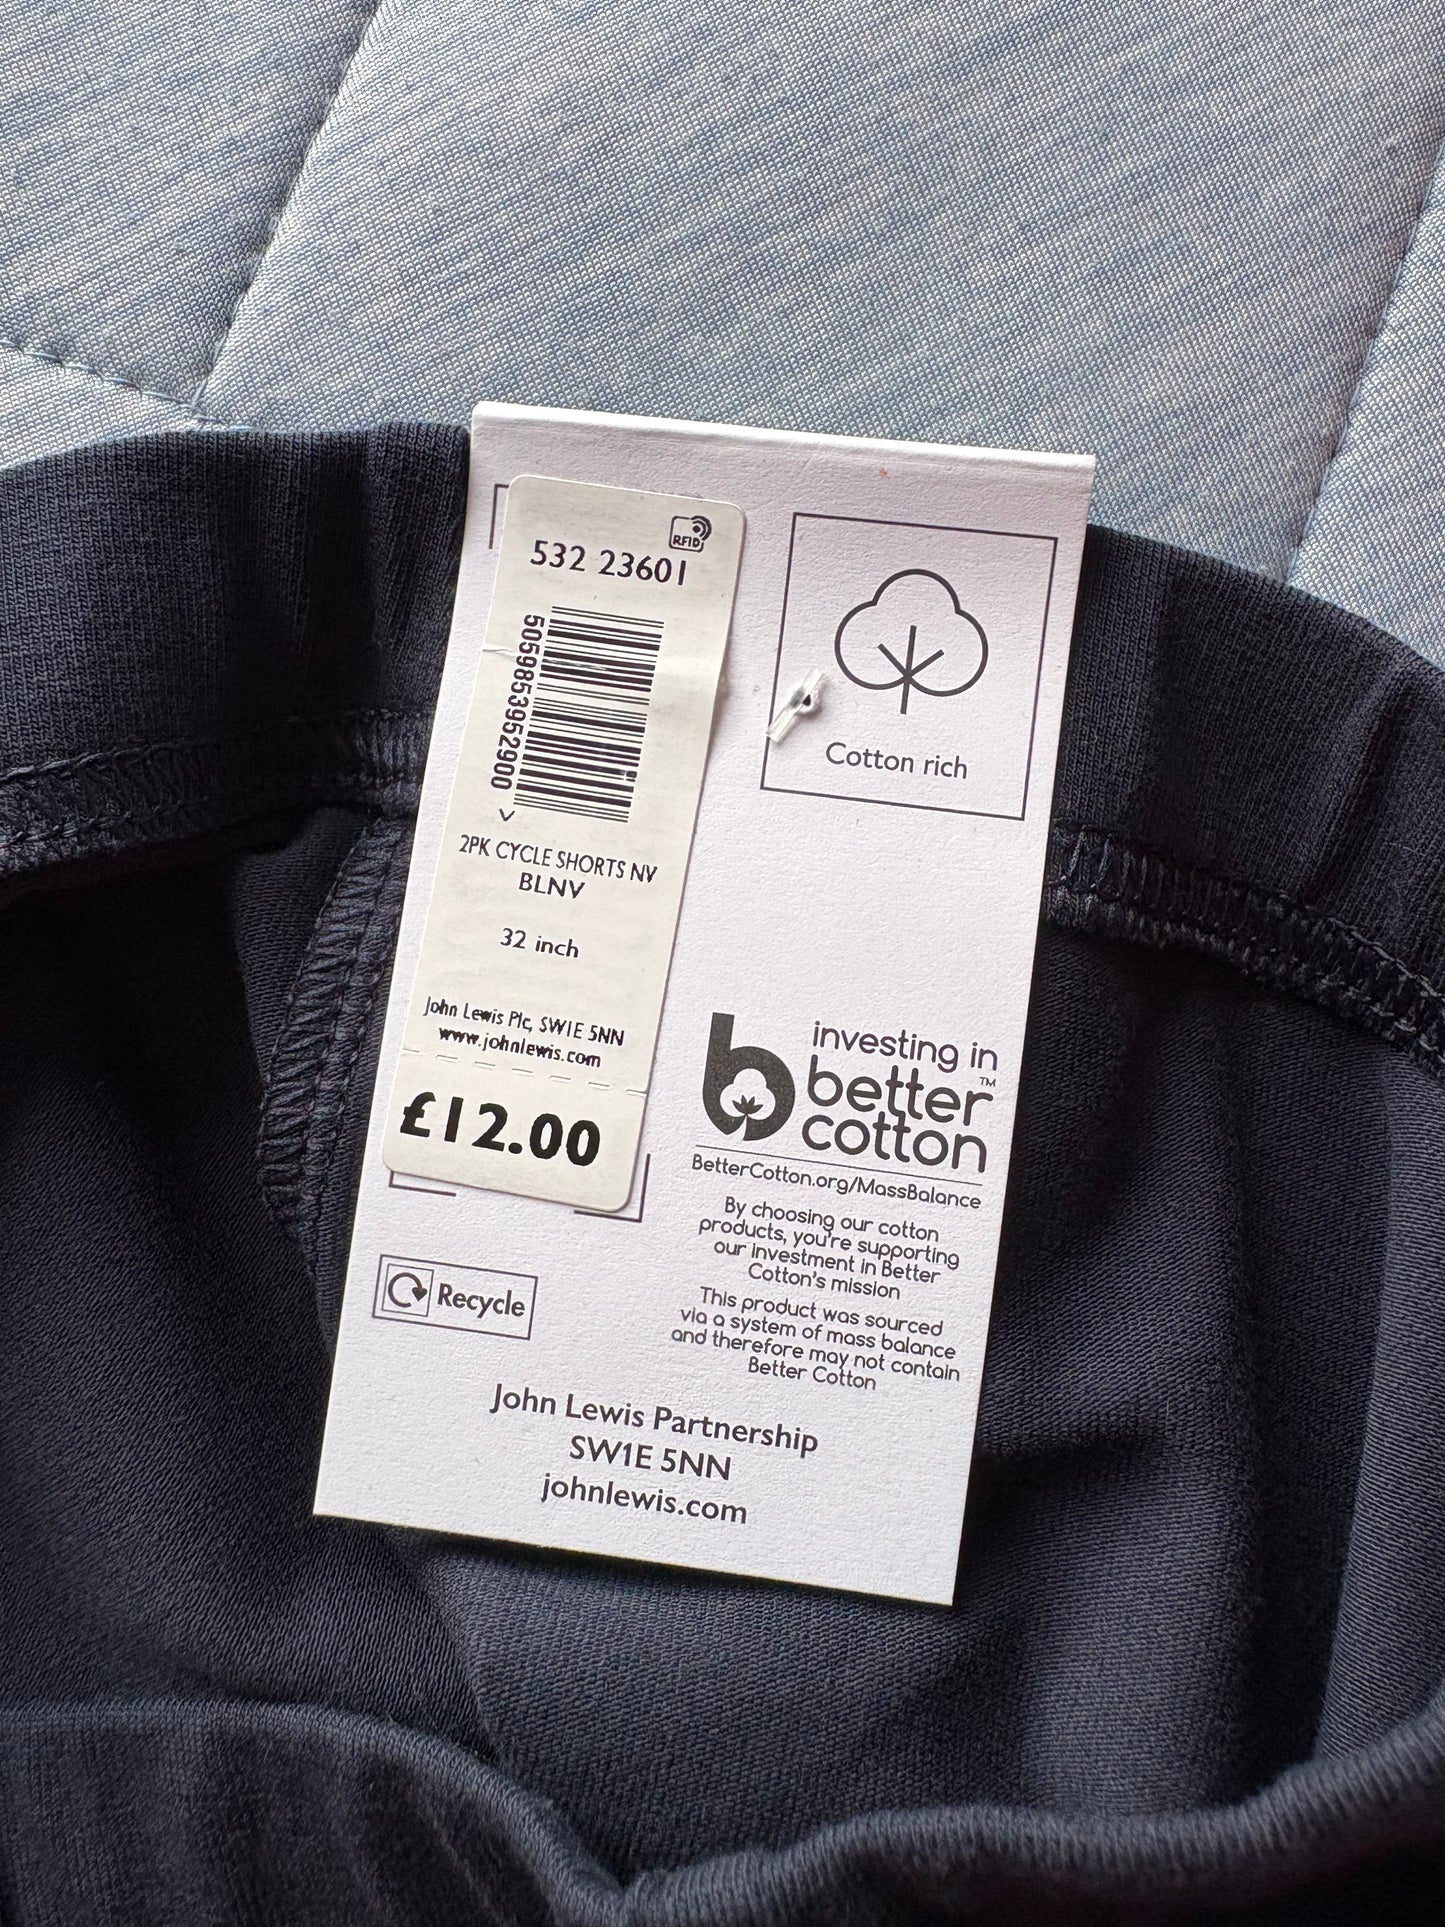 RFID
532 23601
5059853952900
2PK CYCLE SHORTS NV
BLNV
32 inch
John Lewis Plc, SW1E 5NN
www.johnlewis.com
£12.00
Recycle
Cotton rich
investing in
better™
cotton
BetterCotton.org/MassBalance
By choosing our cotton
products, you're supporting
our investment in Better
Cotton's mission
This product was sourced
via a system of mass balance
and therefore may not contain
Better Cotton
John Lewis Partnership
SW1E 5NN
johnlewis.com